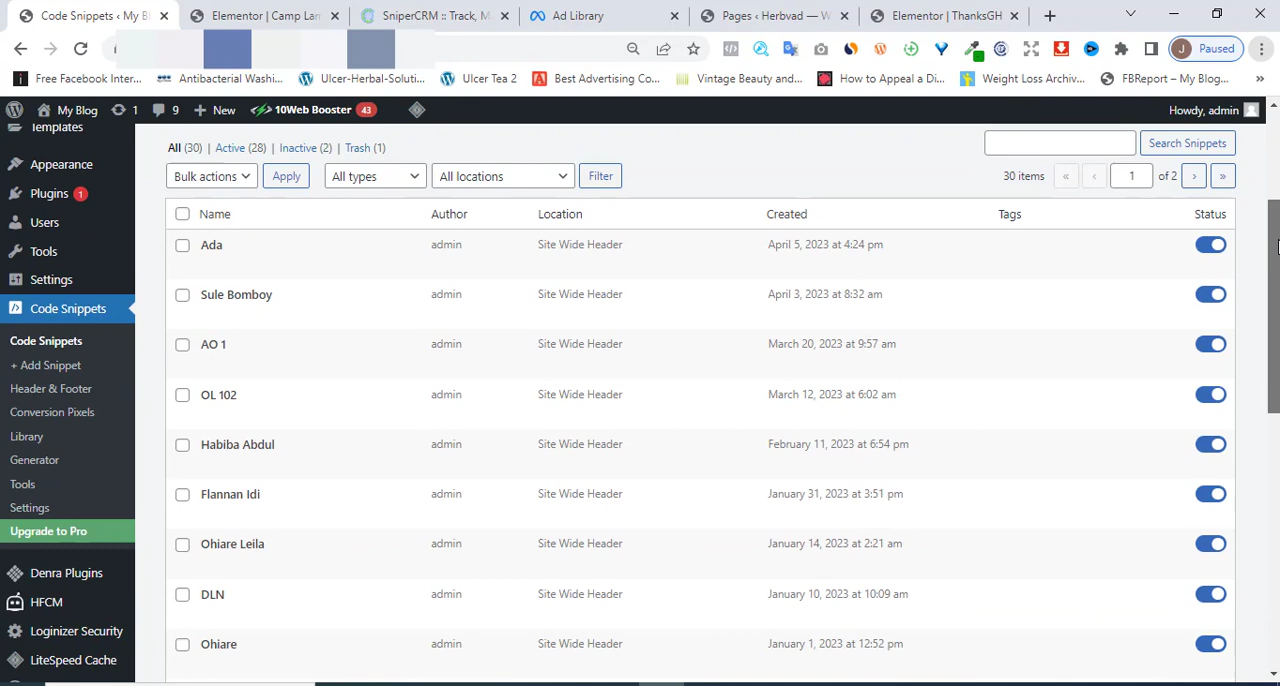 Code Snippets ‹ My B
Elementor | Camp Lan
SniperCRM :: Track, M
Ad Library
Pages ‹ Herbvad — W
Elementor | ThanksGH
J Paused
Free Facebook Inter...
Antibacterial Washi...
Ulcer-Herbal-Soluti...
Ulcer Tea 2
Best Advertising Co...
Vintage Beauty and...
How to Appeal a Di...
Weight Loss Archiv...
FBReport – My Blog...
»
My Blog 1 9 + New 10Web Booster 43 Howdy, admin
Templates
Appearance
Plugins 1
Users
Tools
Settings
Code Snippets
Code Snippets
+ Add Snippet
Header & Footer
Conversion Pixels
Library
Generator
Tools
Settings
Upgrade to Pro
Denra Plugins
HFCM
Loginizer Security
LiteSpeed Cache
All (30) | Active (28) | Inactive (2) | Trash (1)
Search Snippets
Bulk actions Apply All types All locations Filter 30 items « ‹ 1 of 2 › »
Name Author Location Created Tags Status
Ada admin Site Wide Header April 5, 2023 at 4:24 pm
Sule Bomboy admin Site Wide Header April 3, 2023 at 8:32 am
AO 1 admin Site Wide Header March 20, 2023 at 9:57 am
OL 102 admin Site Wide Header March 12, 2023 at 6:02 am
Habiba Abdul admin Site Wide Header February 11, 2023 at 6:54 pm
Flannan Idi admin Site Wide Header January 31, 2023 at 3:51 pm
Ohiare Leila admin Site Wide Header January 14, 2023 at 2:21 am
DLN admin Site Wide Header January 10, 2023 at 10:09 am
Ohiare admin Site Wide Header January 1, 2023 at 12:52 pm